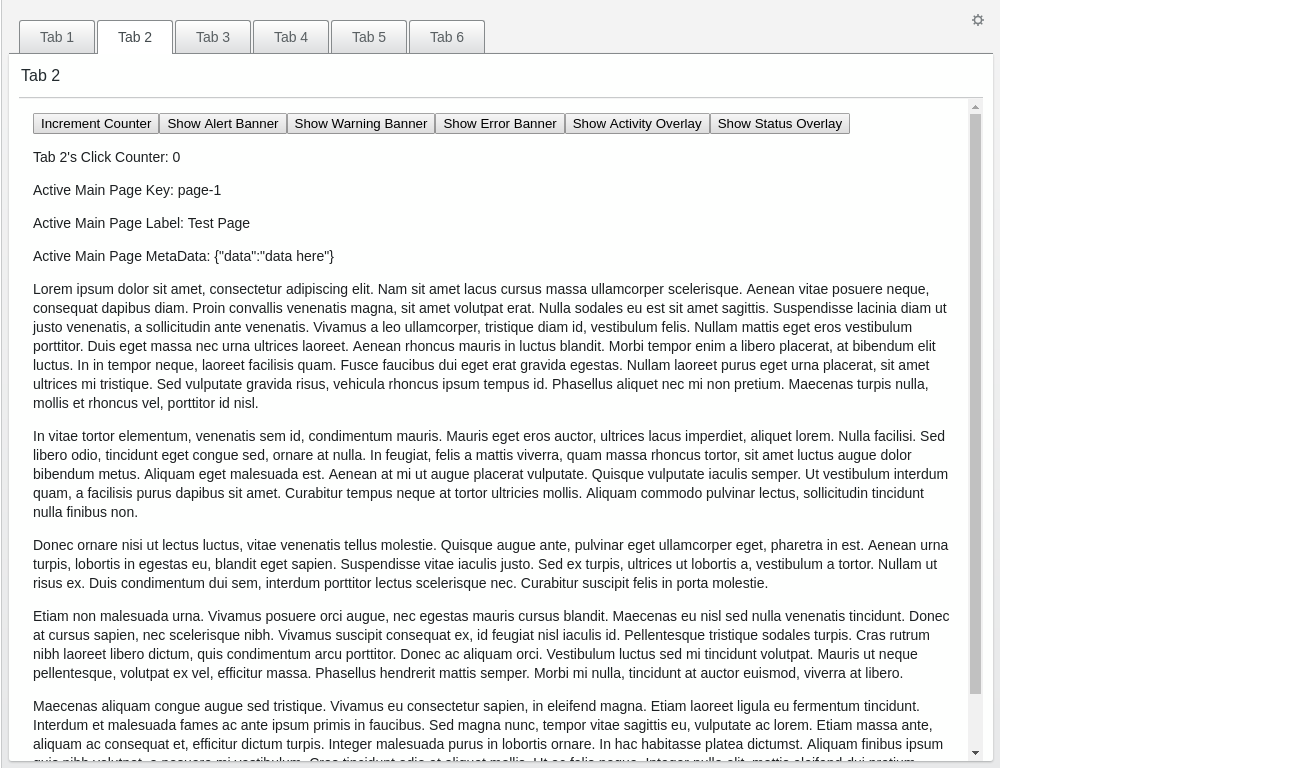 Tab 1 Tab 2 Tab 3 Tab 4 Tab 5 Tab 6
Tab 2
Increment Counter Show Alert Banner Show Warning Banner Show Error Banner Show Activity Overlay Show Status Overlay
Tab 2's Click Counter: 0
Active Main Page Key: page-1
Active Main Page Label: Test Page
Active Main Page MetaData: {"data":"data here"}
Lorem ipsum dolor sit amet, consectetur adipiscing elit. Nam sit amet lacus cursus massa ullamcorper scelerisque. Aenean vitae posuere neque,
consequat dapibus diam. Proin convallis venenatis magna, sit amet volutpat erat. Nulla sodales eu est sit amet sagittis. Suspendisse lacinia diam ut
justo venenatis, a sollicitudin ante venenatis. Vivamus a leo ullamcorper, tristique diam id, vestibulum felis. Nullam mattis eget eros vestibulum
porttitor. Duis eget massa nec urna ultrices laoreet. Aenean rhoncus mauris in luctus blandit. Morbi tempor enim a libero placerat, at bibendum elit
luctus. In in tempor neque, laoreet facilisis quam. Fusce faucibus dui eget erat gravida egestas. Nullam laoreet purus eget urna placerat, sit amet
ultrices mi tristique. Sed vulputate gravida risus, vehicula rhoncus ipsum tempus id. Phasellus aliquet nec mi non pretium. Maecenas turpis nulla,
mollis et rhoncus vel, porttitor id nisl.
In vitae tortor elementum, venenatis sem id, condimentum mauris. Mauris eget eros auctor, ultrices lacus imperdiet, aliquet lorem. Nulla facilisi. Sed
libero odio, tincidunt eget congue sed, ornare at nulla. In feugiat, felis a mattis viverra, quam massa rhoncus tortor, sit amet luctus augue dolor
bibendum metus. Aliquam eget malesuada est. Aenean at mi ut augue placerat vulputate. Quisque vulputate iaculis semper. Ut vestibulum interdum
quam, a facilisis purus dapibus sit amet. Curabitur tempus neque at tortor ultricies mollis. Aliquam commodo pulvinar lectus, sollicitudin tincidunt
nulla finibus non.
Donec ornare nisi ut lectus luctus, vitae venenatis tellus molestie. Quisque augue ante, pulvinar eget ullamcorper eget, pharetra in est. Aenean urna
turpis, lobortis in egestas eu, blandit eget sapien. Suspendisse vitae iaculis justo. Sed ex turpis, ultrices ut lobortis a, vestibulum a tortor. Nullam ut
risus ex. Duis condimentum dui sem, interdum porttitor lectus scelerisque nec. Curabitur suscipit felis in porta molestie.
Etiam non malesuada urna. Vivamus posuere orci augue, nec egestas mauris cursus blandit. Maecenas eu nisl sed nulla venenatis tincidunt. Donec
at cursus sapien, nec scelerisque nibh. Vivamus suscipit consequat ex, id feugiat nisl iaculis id. Pellentesque tristique sodales turpis. Cras rutrum
nibh laoreet libero dictum, quis condimentum arcu porttitor. Donec ac aliquam orci. Vestibulum luctus sed mi tincidunt volutpat. Mauris ut neque
pellentesque, volutpat ex vel, efficitur massa. Phasellus hendrerit mattis semper. Morbi mi nulla, tincidunt at auctor euismod, viverra at libero.
Maecenas aliquam congue augue sed tristique. Vivamus eu consectetur sapien, in eleifend magna. Etiam laoreet ligula eu fermentum tincidunt.
Interdum et malesuada fames ac ante ipsum primis in faucibus. Sed magna nunc, tempor vitae sagittis eu, vulputate ac lorem. Etiam massa ante,
aliquam ac consequat et, efficitur dictum turpis. Integer malesuada purus in lobortis ornare. In hac habitasse platea dictumst. Aliquam finibus ipsum